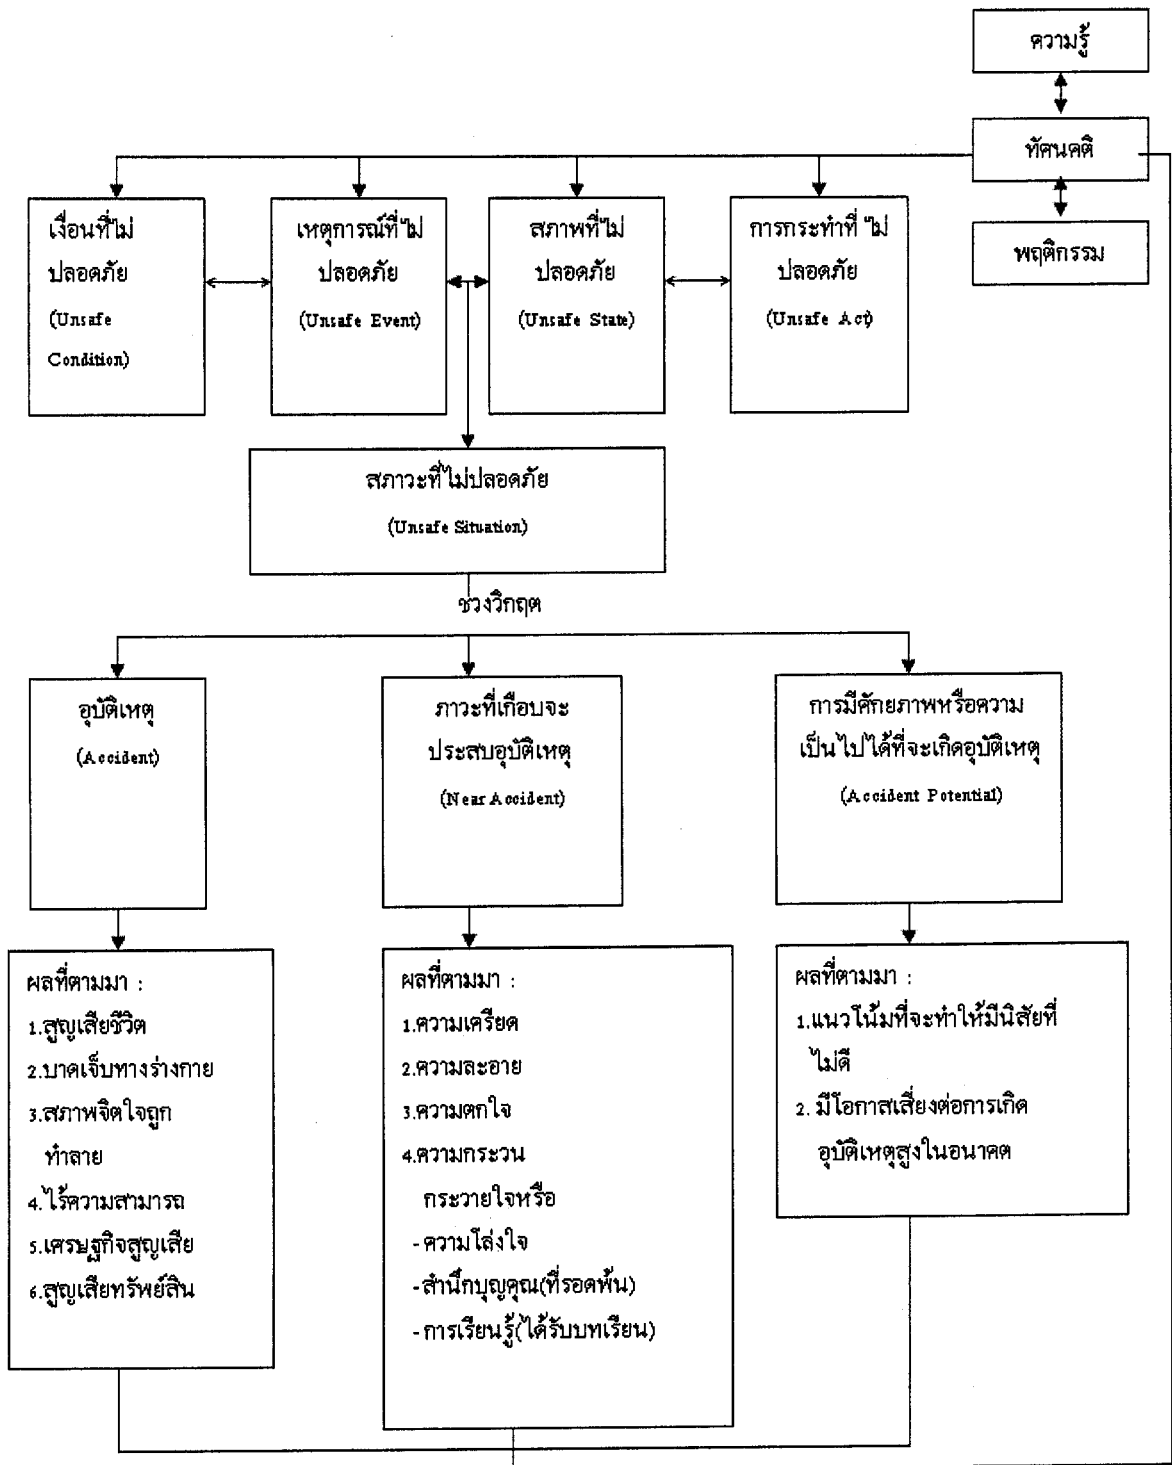 ความรู้
ทัศนคติ
พฤติกรรม
เงื่อนที่ไม่
ปลอดภัย
(Unsafe
Condition)
เหตุการณ์ที่ไม่
ปลอดภัย
(Unsafe Event)
สภาพที่ไม่
ปลอดภัย
(Unsafe State)
การกระทำที่ ไม่
ปลอดภัย
(Unsafe Act)
สภาวะที่ไม่ปลอดภัย
(Unsafe Situation)
ช่วงวิกฤต
อุบัติเหตุ
(Accident)
ภาวะที่เกือบจะ
ประสบอุบัติเหตุ
(Near Accident)
การมีศักยภาพหรือความ
เป็นไปได้ที่จะเกิดอุบัติเหตุ
(Accident Potential)
ผลที่ตามมา :
1.สูญเสียชีวิต
2.บาดเจ็บทางร่างกาย
3.สภาพจิตใจถูก
ทำลาย
4.ไร้ความสามารถ
5.เศรษฐกิจสูญเสีย
6.สูญเสียทรัพย์สิน
ผลที่ตามมา :
1.ความเครียด
2.ความละอาย
3.ความตกใจ
4.ความกระวน
กระวายใจหรือ
-ความโล่งใจ
-สำนึกบุญคุณ(ที่รอดพ้น)
-การเรียนรู้(ได้รับบทเรียน)
ผลที่ตามมา :
1.แนวโน้มที่จะทำให้มีนิสัยที่
ไม่ดี
2. มีโอกาสเสี่ยงต่อการเกิด
อุบัติเหตุสูงในอนาคต